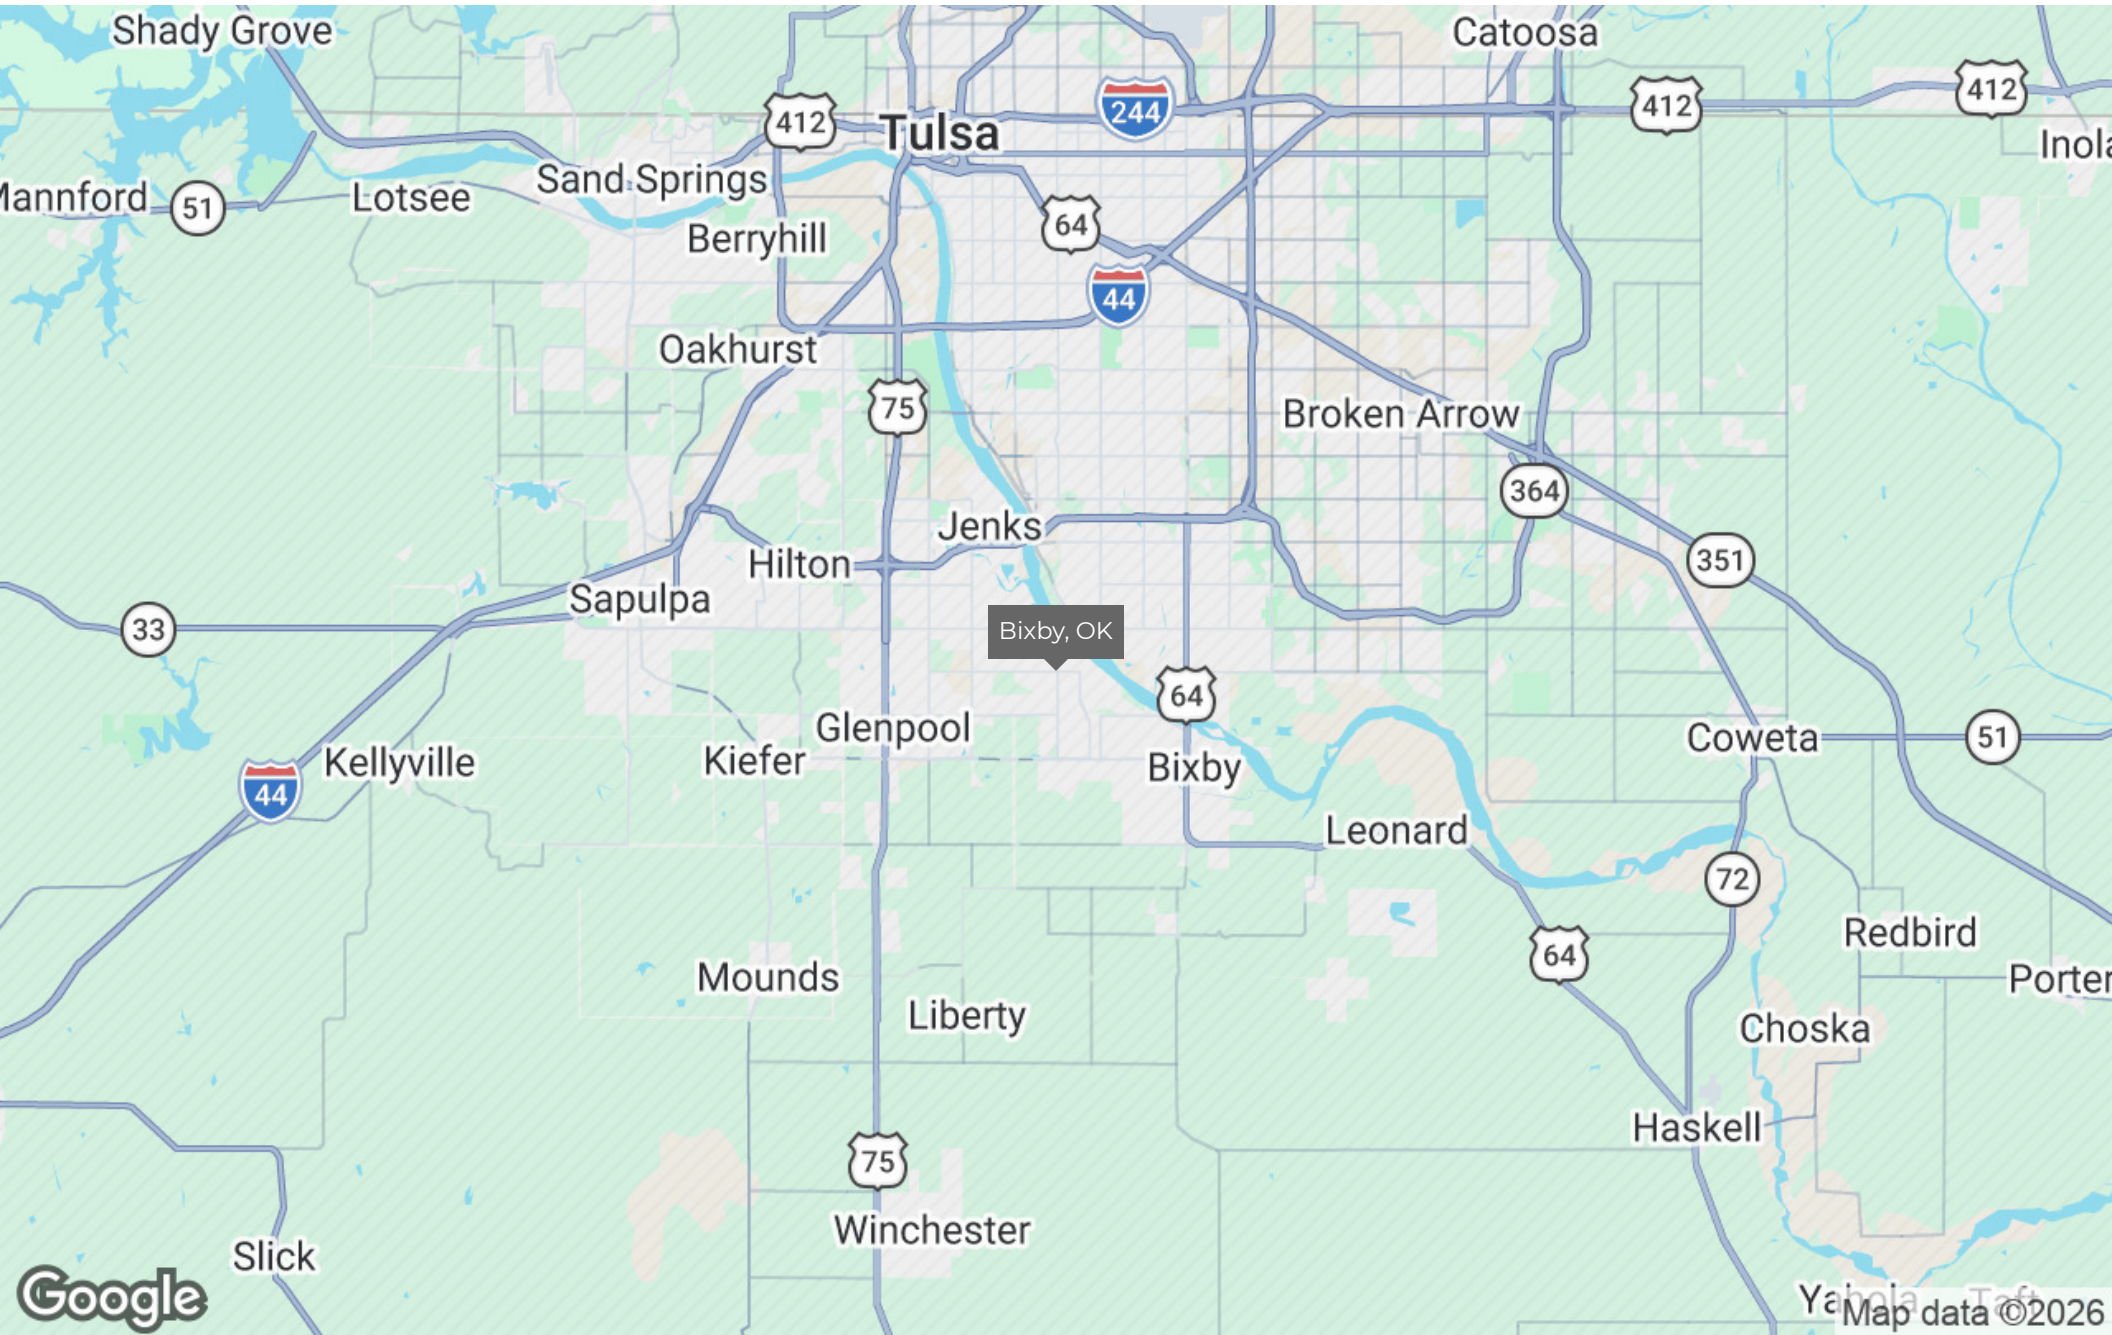 Shady Grove
Catoosa
412
244
412
412
Tulsa
Inola
Sand Springs
Mannford
51
Lotsee
64
Berryhill
44
Oakhurst
75
Broken Arrow
364
Jenks
351
Hilton
Sapulpa
33
Bixby, OK
64
Glenpool
Coweta
51
Kellyville
Kiefer
Bixby
44
Leonard
72
Redbird
64
Mounds
Porter
Liberty
Choska
Haskell
75
Winchester
Slick
Google
Yahola
Taft
Map data ©2026